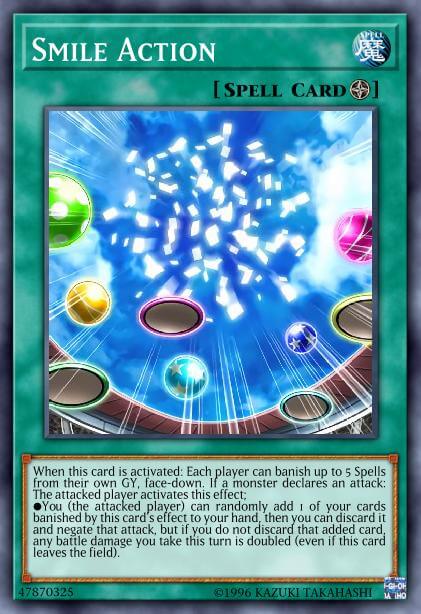 SMILE ACTION
SPELL
魔
[SPELL CARD]
When this card is activated: Each player can banish up to 5 Spells
from their own GY, face-down. If a monster declares an attack:
The attacked player activates this effect;
●You (the attacked player) can randomly add 1 of your cards
banished by this card's effect to your hand, then you can discard it
and negate that attack, but if you do not discard that added card,
any battle damage you take this turn is doubled (even if this card
leaves the field).
47870325 ©1996 KAZUKI TAKAHASHI